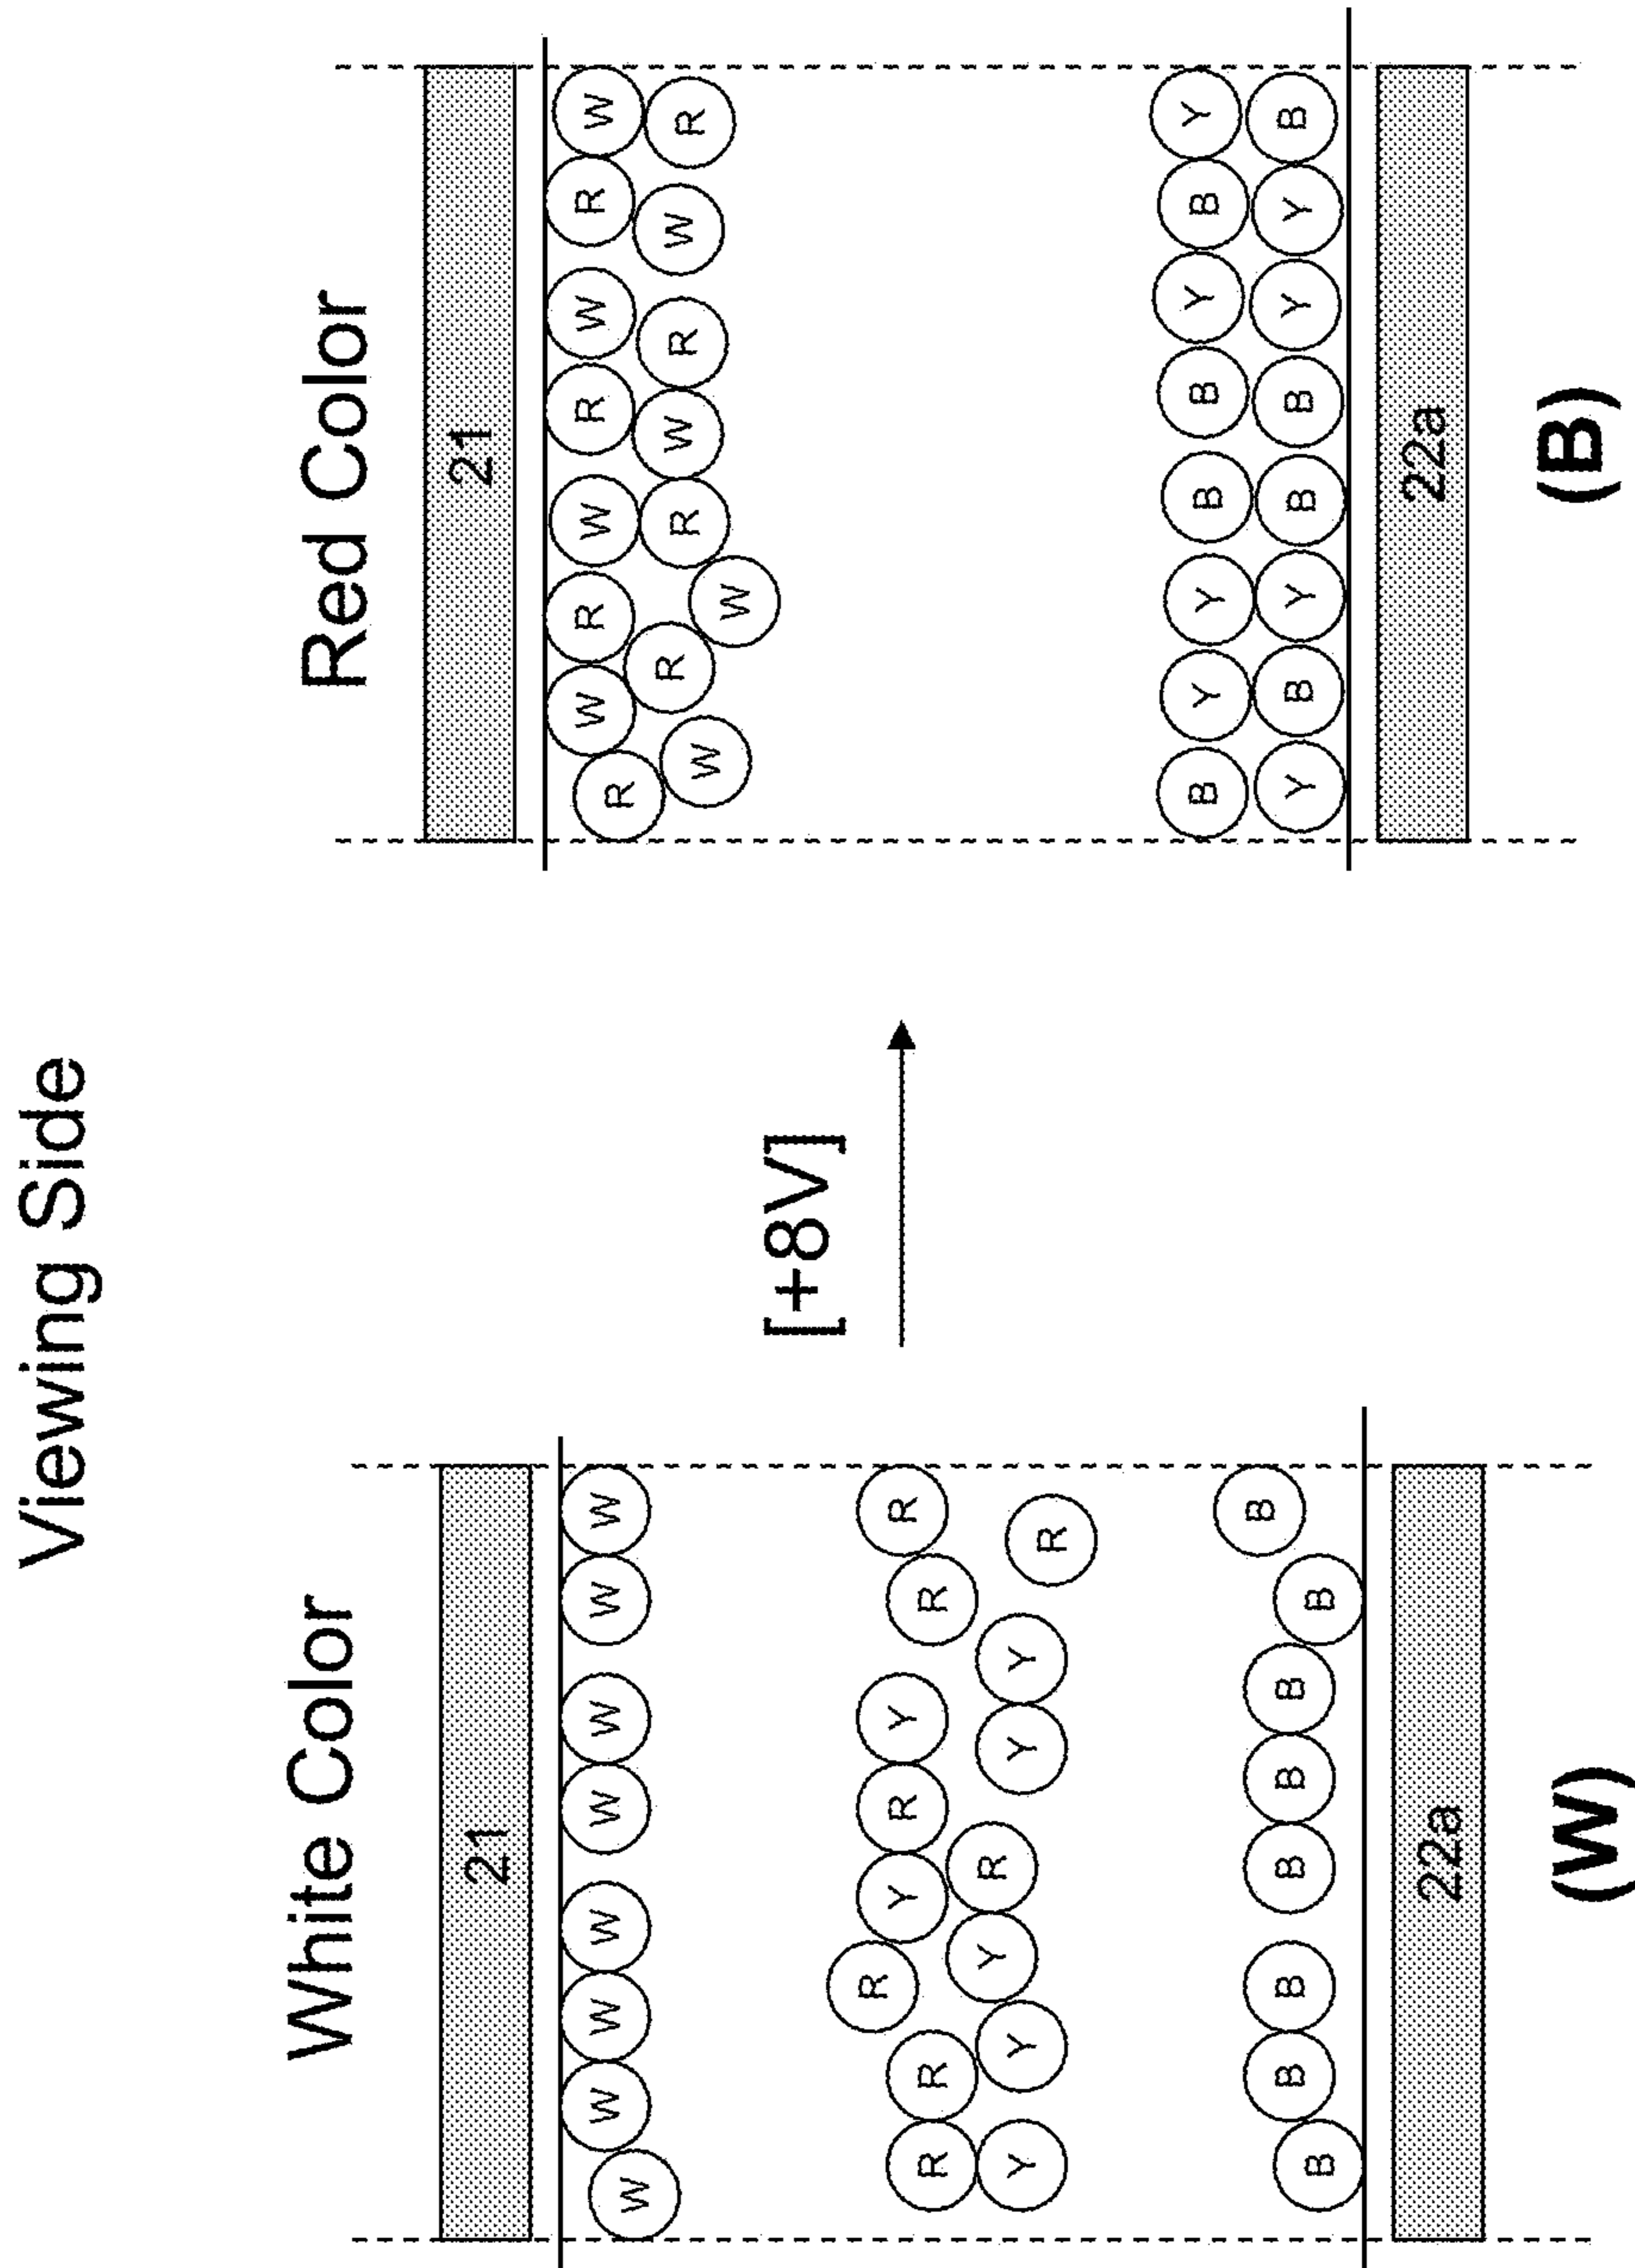 Viewing Side
White Color
21
W W W W W W W W
R R R Y R Y R R
Y Y Y R Y Y R
B B B B B B B B
22a
(W)
[+8V]
Red Color
21
R W R W R W R W
W R W R W R W R
B Y Y B B Y B Y
Y B Y B B Y Y B
22a
(B)